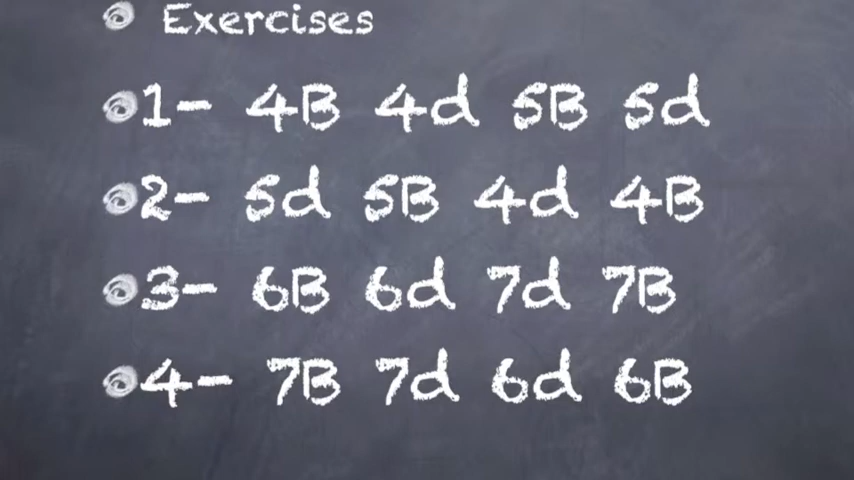 Exercises
1- 4B 4d 5B 5d
2- 5d 5B 4d 4B
3- 6B 6d 7d 7B
4- 7B 7d 6d 6B